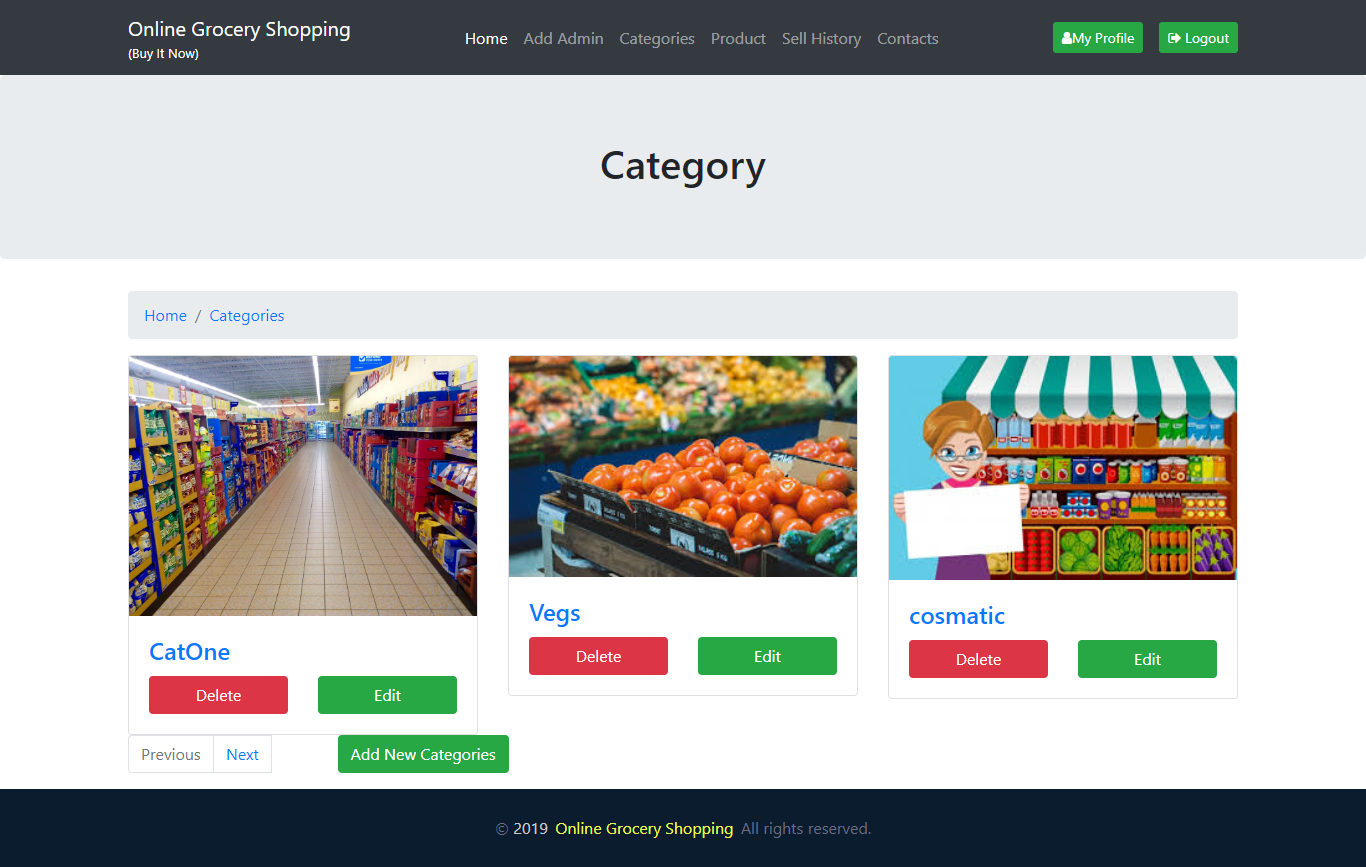 Online Grocery Shopping
(Buy It Now)
Home Add Admin Categories Product Sell History Contacts
My Profile Logout
Category
Home / Categories
CatOne
Delete Edit
Vegs
Delete Edit
cosmatic
Delete Edit
Previous Next
Add New Categories
© 2019 Online Grocery Shopping All rights reserved.